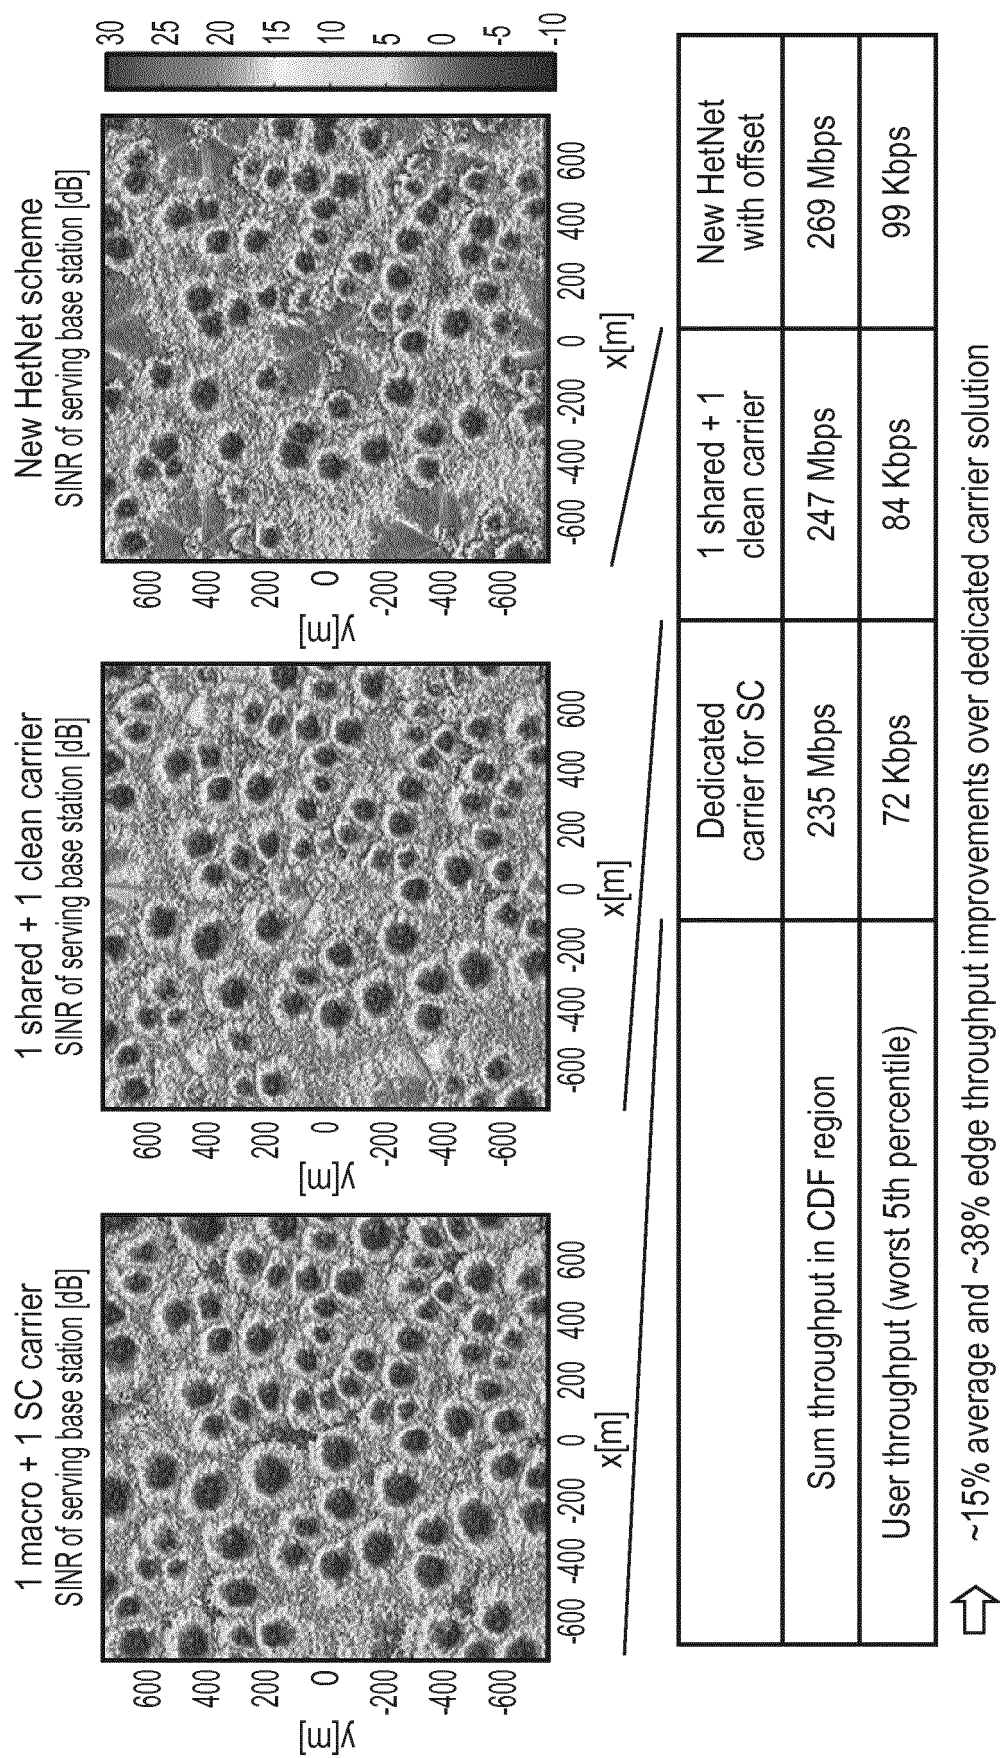 1 macro + 1 SC carrier
SINR of serving base station [dB]
y[m]
600
400
200
0
-200
-400
-600
-600 -400 -200 0 200 400 600
x[m]
1 shared + 1 clean carrier
SINR of serving base station [dB]
y[m]
600
400
200
0
-200
-400
-600
-600 -400 -200 0 200 400 600
x[m]
New HetNet scheme
SINR of serving base station [dB]
y[m]
600
400
200
0
-200
-400
-600
-600 -400 -200 0 200 400 600
x[m]
30
25
20
15
10
5
0
-5
-10
Dedicated
carrier for SC
1 shared + 1
clean carrier
New HetNet
with offset
Sum throughput in CDF region 235 Mbps 247 Mbps 269 Mbps
User throughput (worst 5th percentile) 72 Kbps 84 Kbps 99 Kbps
~15% average and ~38% edge throughput improvements over dedicated carrier solution